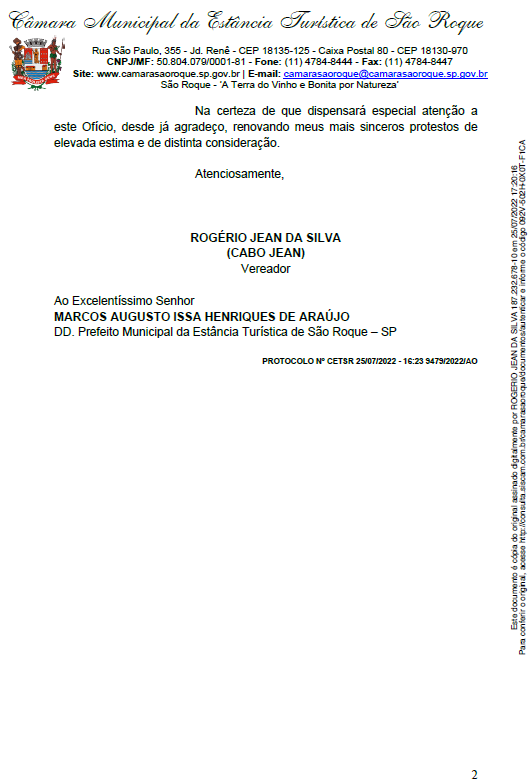 Câmara Municipal da Estância Turística de São Roque
Rua São Paulo, 355 - Jd. Renê - CEP 18135-125 - Caixa Postal 80 - CEP 18130-970
CNPJ/MF: 50.804.079/0001-81 - Fone: (11) 4784-8444 - Fax: (11) 4784-8447
Site: www.camarasaoroque.sp.gov.br | E-mail: camarasaoroque@camarasaoroque.sp.gov.br
São Roque - 'A Terra do Vinho e Bonita por Natureza'
Na certeza de que dispensará especial atenção a
este Ofício, desde já agradeço, renovando meus mais sinceros protestos de
elevada estima e de distinta consideração.
Atenciosamente,
ROGÉRIO JEAN DA SILVA
(CABO JEAN)
Vereador
Ao Excelentíssimo Senhor
MARCOS AUGUSTO ISSA HENRIQUES DE ARAÚJO
DD. Prefeito Municipal da Estância Turística de São Roque – SP
PROTOCOLO Nº CETSR 25/07/2022 - 16:23 9479/2022/AO
Este documento é cópia do original assinado digitalmente por ROGERIO JEAN DA SILVA 187.232.678-10 em 25/07/2022 17:20:16
Para conferir o original, acesse http://consulta.siscam.com.br/camarasaoroque/documentos/autenticar e informe o código 092V-502H-0X0T-F1CA
2